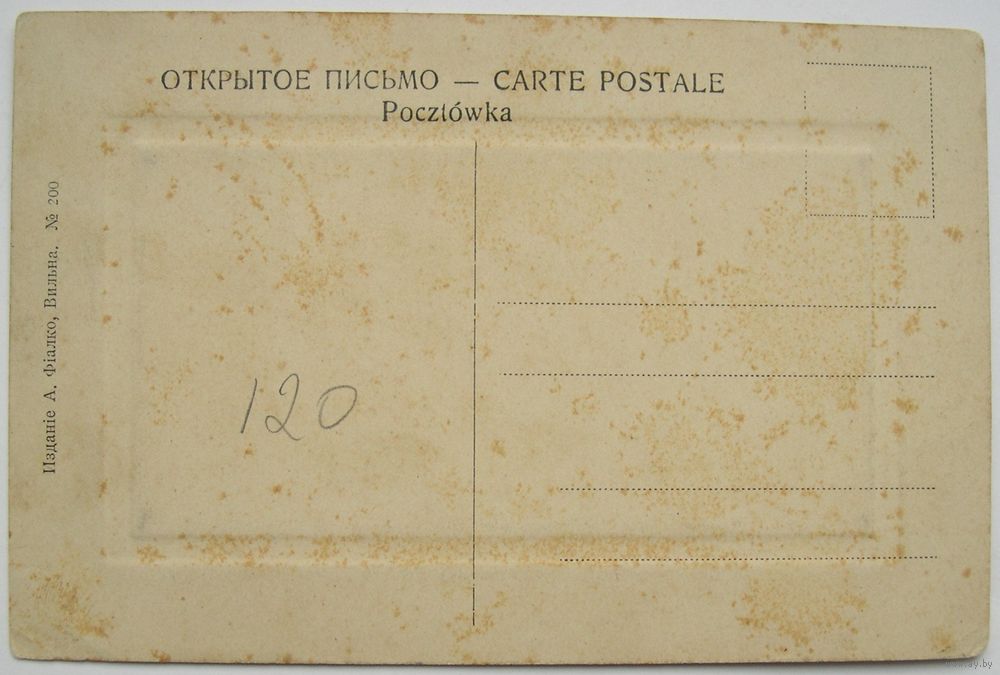 ОТКРЫТОЕ ПИСЬМО — CARTE POSTALE
Pocztówka
Изданіе А. Фіалко, Вильна. № 200
120